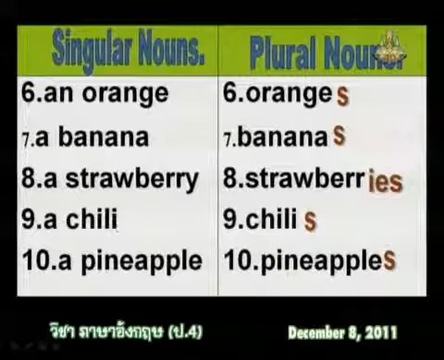 Singular Nouns. Plural Nouns.
6.an orange 6.oranges
7.a banana 7.bananas
8.a strawberry 8.strawberries
9.a chili 9.chilis
10.a pineapple 10.pineapples
วิชา ภาษาอังกฤษ (ป.4) December 8, 2011